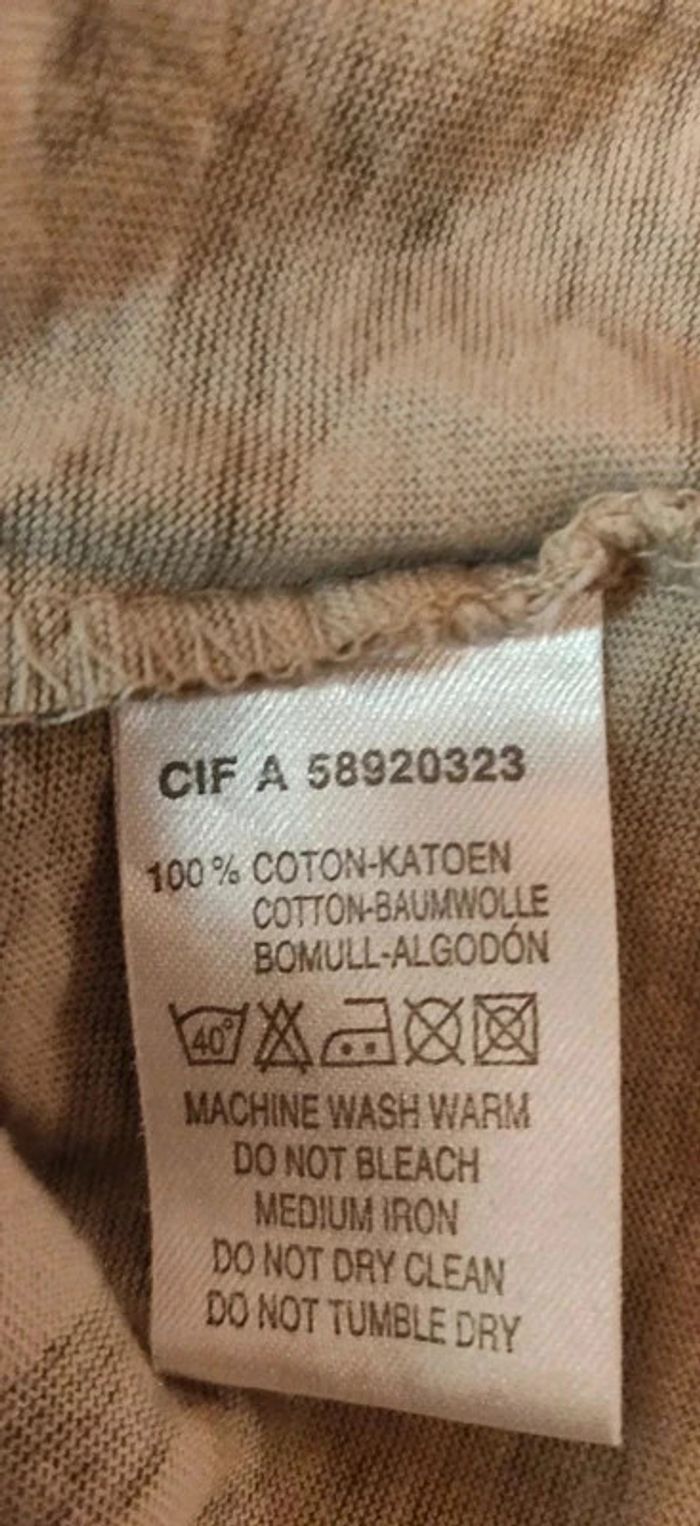 CIF A 58920323
100% COTON-KATOEN
COTTON-BAUMWOLLE
BOMULL-ALGODÓN
40°
MACHINE WASH WARM
DO NOT BLEACH
MEDIUM IRON
DO NOT DRY CLEAN
DO NOT TUMBLE DRY